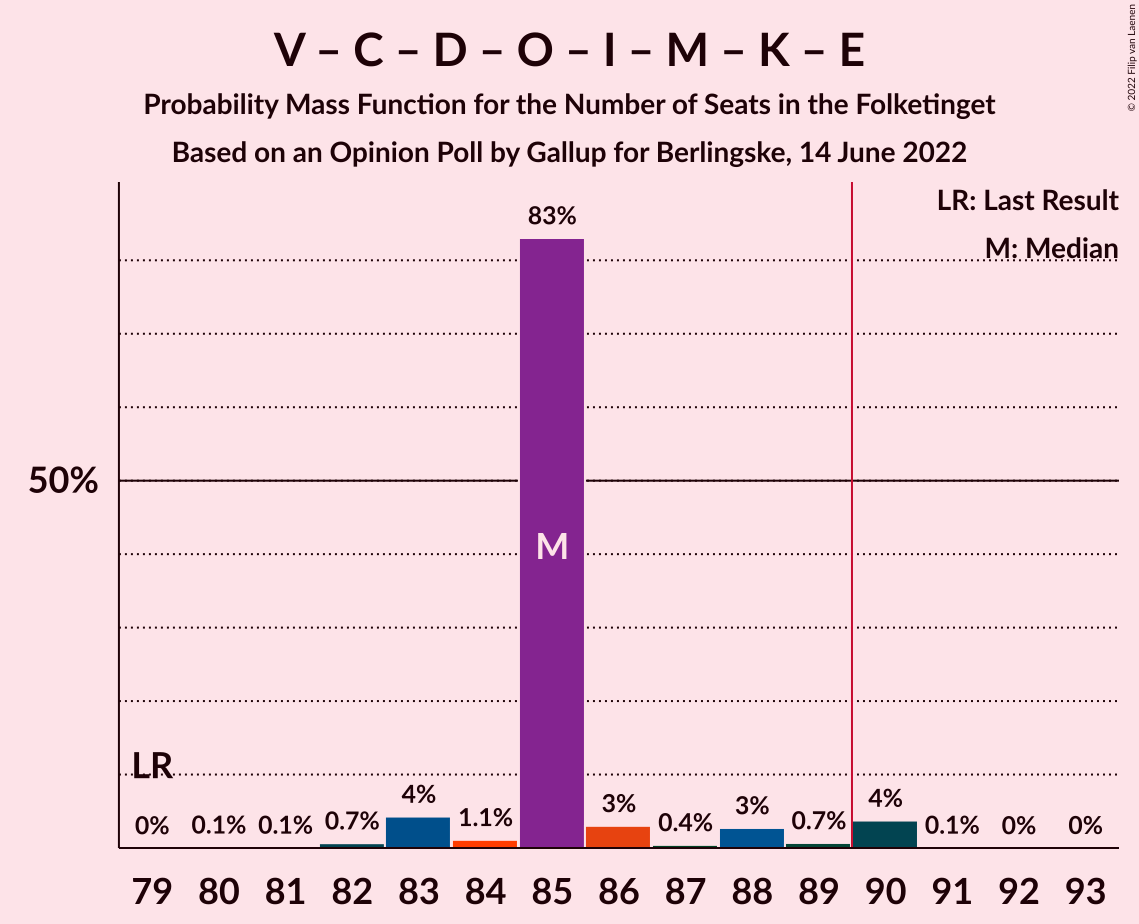 V – C – D – O – I – M – K – E
Probability Mass Function for the Number of Seats in the Folketinget
Based on an Opinion Poll by Gallup for Berlingske, 14 June 2022
© 2022 Filip van Laenen
LR: Last Result
M: Median
50%
LR
M
0% 0.1% 0.1% 0.7% 4% 1.1% 83% 3% 0.4% 3% 0.7% 4% 0.1% 0% 0%
79 80 81 82 83 84 85 86 87 88 89 90 91 92 93